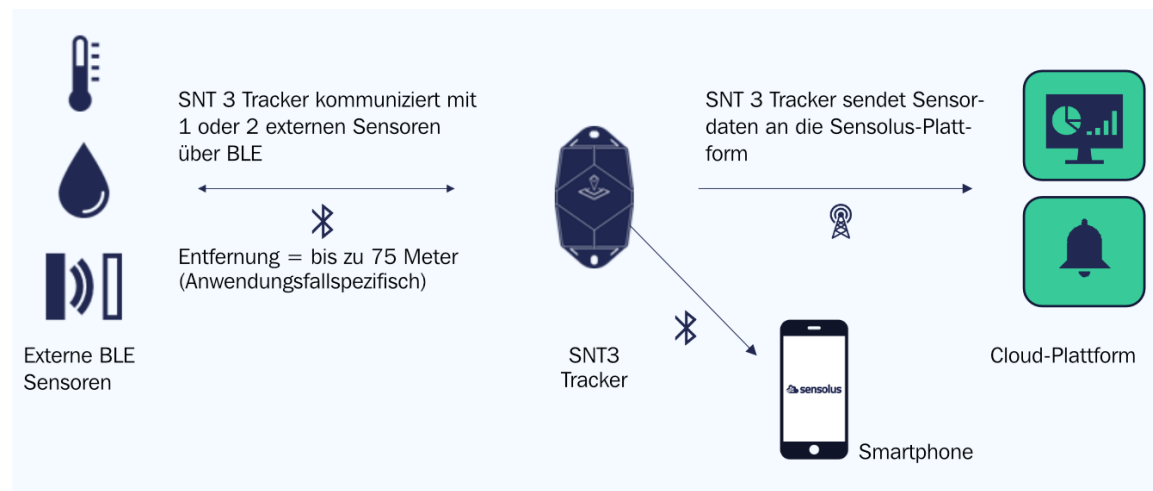 SNT 3 Tracker kommuniziert mit
1 oder 2 externen Sensoren
über BLE
Entfernung = bis zu 75 Meter
(Anwendungsfallspezifisch)
Externe BLE
Sensoren
SNT3
Tracker
SNT 3 Tracker sendet Sensor-
daten an die Sensolus-Platt-
form
Cloud-Plattform
sensolus
Smartphone